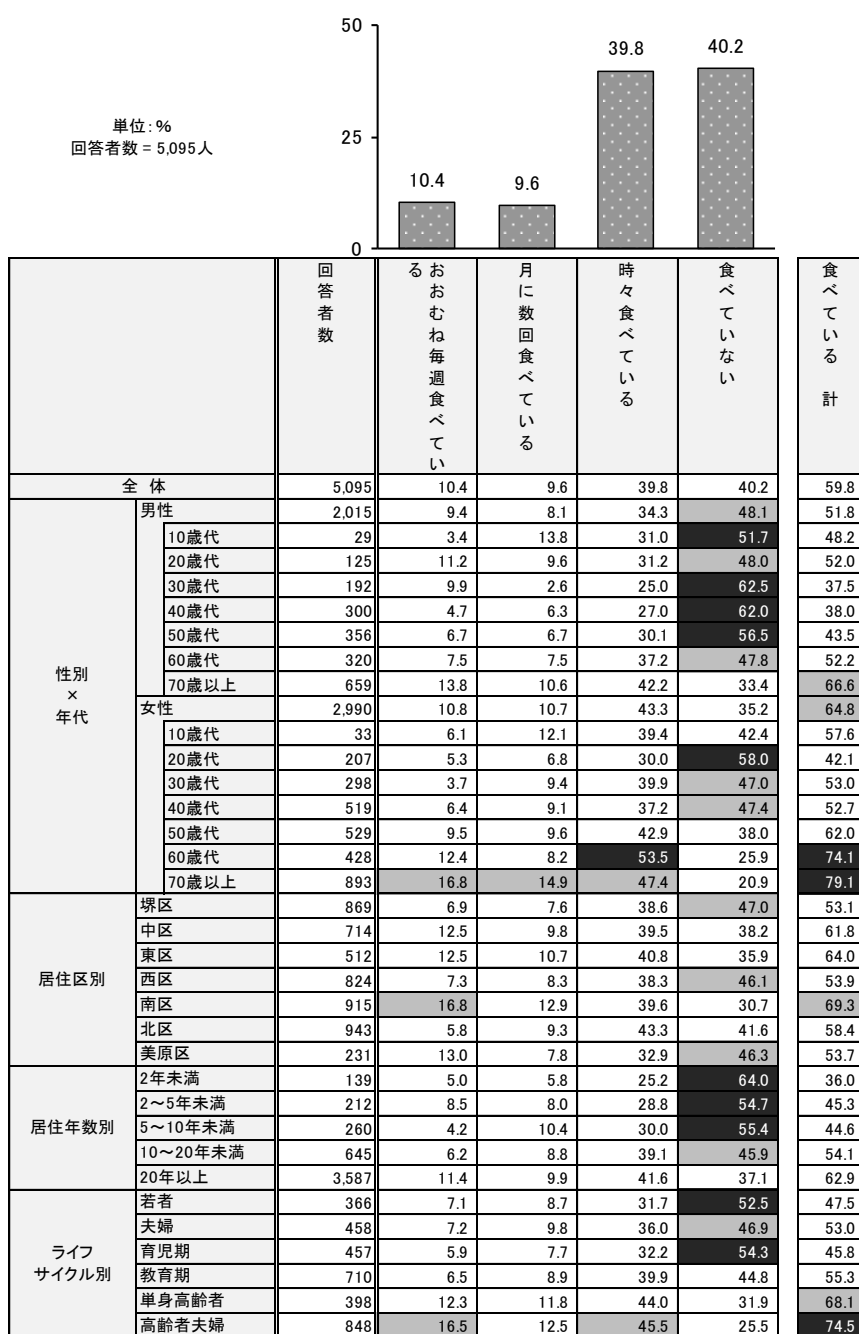 50
25
0
単位：％
回答者数 = 5,095人
10.4
9.6
39.8
40.2
回答者数
おおむね毎週食べている
月に数回食べている
時々食べている
食べていない
食べている 計
全 体 5,095 10.4 9.6 39.8 40.2 59.8
性別
×
年代
男性 2,015 9.4 8.1 34.3 48.1 51.8
10歳代 29 3.4 13.8 31.0 51.7 48.2
20歳代 125 11.2 9.6 31.2 48.0 52.0
30歳代 192 9.9 2.6 25.0 62.5 37.5
40歳代 300 4.7 6.3 27.0 62.0 38.0
50歳代 356 6.7 6.7 30.1 56.5 43.5
60歳代 320 7.5 7.5 37.2 47.8 52.2
70歳以上 659 13.8 10.6 42.2 33.4 66.6
女性 2,990 10.8 10.7 43.3 35.2 64.8
10歳代 33 6.1 12.1 39.4 42.4 57.6
20歳代 207 5.3 6.8 30.0 58.0 42.1
30歳代 298 3.7 9.4 39.9 47.0 53.0
40歳代 519 6.4 9.1 37.2 47.4 52.7
50歳代 529 9.5 9.6 42.9 38.0 62.0
60歳代 428 12.4 8.2 53.5 25.9 74.1
70歳以上 893 16.8 14.9 47.4 20.9 79.1
居住区別
堺区 869 6.9 7.6 38.6 47.0 53.1
中区 714 12.5 9.8 39.5 38.2 61.8
東区 512 12.5 10.7 40.8 35.9 64.0
西区 824 7.3 8.3 38.3 46.1 53.9
南区 915 16.8 12.9 39.6 30.7 69.3
北区 943 5.8 9.3 43.3 41.6 58.4
美原区 231 13.0 7.8 32.9 46.3 53.7
居住年数別
2年未満 139 5.0 5.8 25.2 64.0 36.0
2～5年未満 212 8.5 8.0 28.8 54.7 45.3
5～10年未満 260 4.2 10.4 30.0 55.4 44.6
10～20年未満 645 6.2 8.8 39.1 45.9 54.1
20年以上 3,587 11.4 9.9 41.6 37.1 62.9
ライフ
サイクル別
若者 366 7.1 8.7 31.7 52.5 47.5
夫婦 458 7.2 9.8 36.0 46.9 53.0
育児期 457 5.9 7.7 32.2 54.3 45.8
教育期 710 6.5 8.9 39.9 44.8 55.3
単身高齢者 398 12.3 11.8 44.0 31.9 68.1
高齢者夫婦 848 16.5 12.5 45.5 25.5 74.5